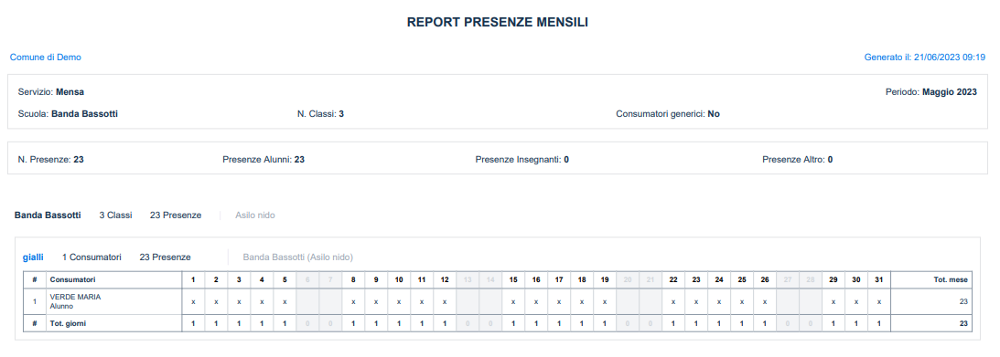 REPORT PRESENZE MENSILI
Comune di Demo Generato il: 21/06/2023 09:19
Servizio: Mensa Periodo: Maggio 2023
Scuola: Banda Bassotti N. Classi: 3 Consumatori generici: No
N. Presenze: 23 Presenze Alunni: 23 Presenze Insegnanti: 0 Presenze Altro: 0
Banda Bassotti 3 Classi 23 Presenze Asilo nido
gialli 1 Consumatori 23 Presenze Banda Bassotti (Asilo nido)
# Consumatori 1 2 3 4 5 6 7 8 9 10 11 12 13 14 15 16 17 18 19 20 21 22 23 24 25 26 27 28 29 30 31 Tot. mese
1 VERDE MARIA x x x x x x x x x x x x x x x x x x x x x x x 23
Alunno
# Tot. giorni 1 1 1 1 1 0 0 1 1 1 1 1 0 0 1 1 1 1 1 0 0 1 1 1 1 1 0 0 1 1 1 23